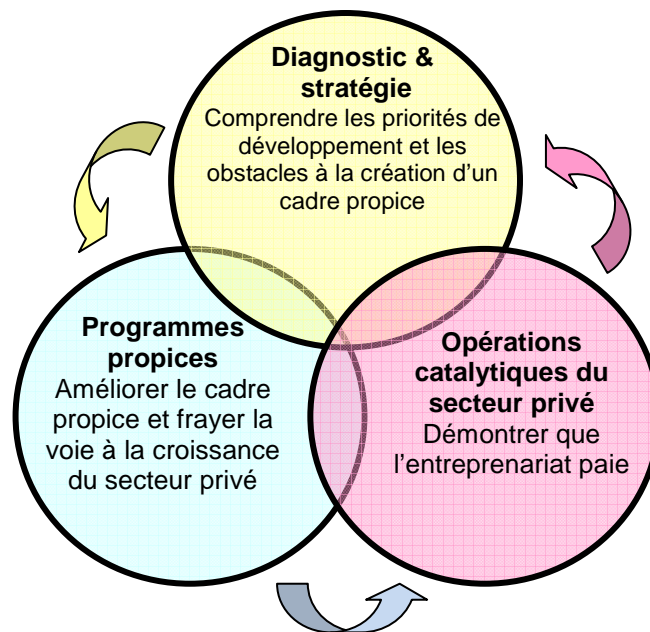 Diagnostic &
stratégie
Comprendre les priorités de
développement et les
obstacles à la création d'un
cadre propice
Programmes
propices
Améliorer le cadre
propice et frayer la
voie à la croissance
du secteur privé
Opérations
catalytiques du
secteur privé
Démontrer que
l'entreprenariat paie